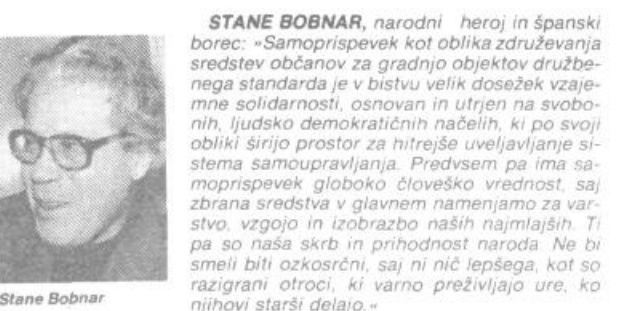 STANE BOBNAR, narodni heroj in španski
borec: »Samoprispevek kot oblika združevanja
sredstev občanov za gradnjo objektov družbe-
nega standarda je v bistvu velik dosežek vzaje-
mne solidarnosti, osnovan in utrjen na svobo-
nih, ljudsko demokratičnih načelih, ki po svoji
obliki širijo prostor za hitrejše uveljavljanje si-
stema samoupravljanja. Predvsem pa ima sa-
moprispevek globoko človeško vrednost, saj
zbrana sredstva v glavnem namenjamo za var-
stvo, vzgojo in izobrazbo naših najmlajših. Ti
pa so naša skrb in prihodnost naroda. Ne bi
smeli biti ozkosrčni, saj ni nič lepšega, kot so
razigrani otroci, ki varno preživljajo ure, ko
njihovi starši delajo.«
Stane Bobnar